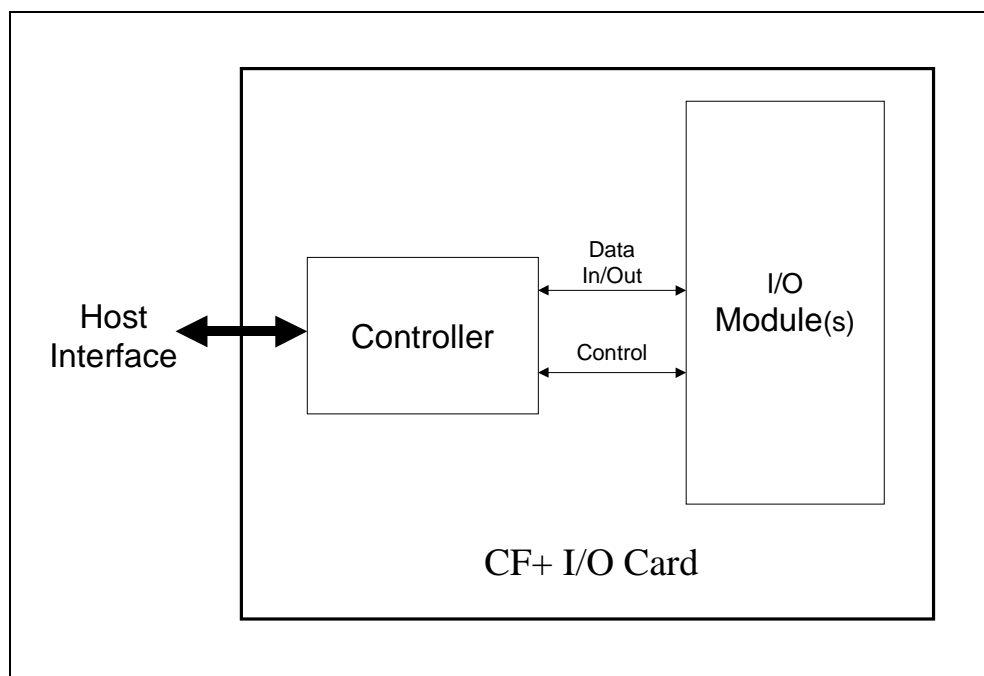 Host
Interface
Controller
Data
In/Out
Control
I/O
Module(s)
CF+ I/O Card